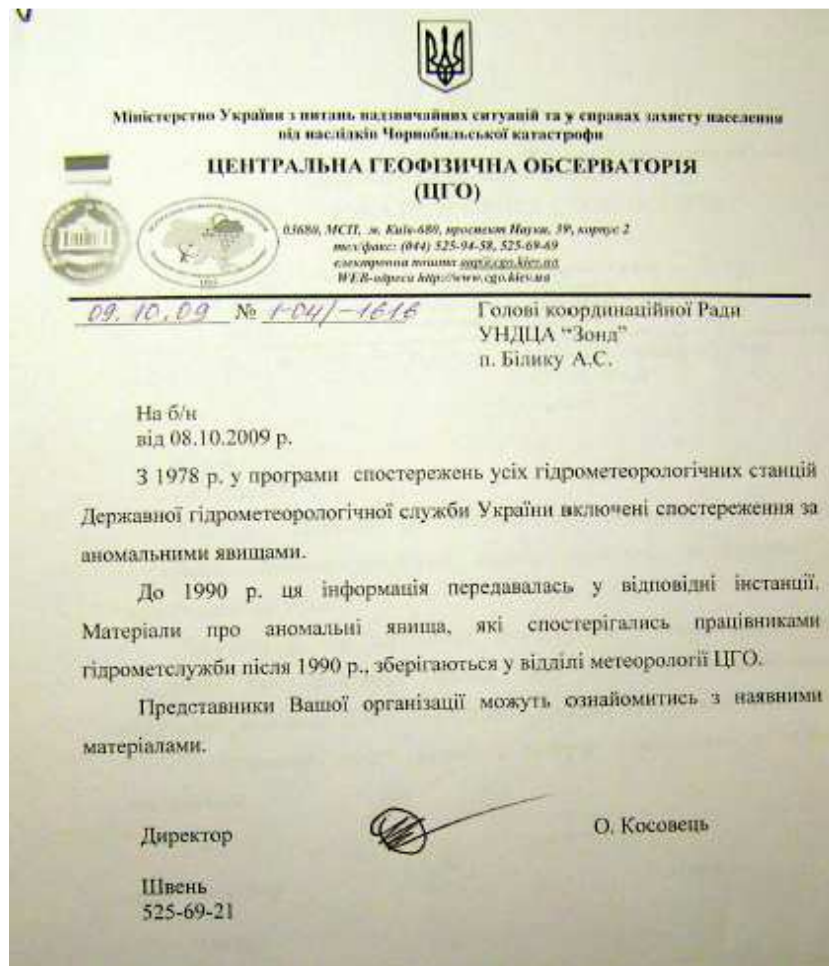 Міністерство України з питань надзвичайних ситуацій та у справах захисту населення
від наслідків Чорнобильської катастрофи
ЦЕНТРАЛЬНА ГЕОФІЗИЧНА ОБСЕРВАТОРІЯ
(ЦГО)
03680, МСП, м. Київ-680, проспект Науки, 39, корпус 2
тел/факс: (044) 525-94-58, 525-69-69
електронна пошта
WEB-адреса http://www.cgo.kiev.ua
09.10.09 № 1-04/-1616
Голові координаційної Ради
УНДЦА “Зонд”
п. Білику А.С.
На б/н
від 08.10.2009 р.
З 1978 р. у програми спостережень усіх гідрометеорологічних станцій
Державної гідрометеорологічної служби України включені спостереження за
аномальними явищами.
До 1990 р. ця інформація передавалась у відповідні інстанції.
Матеріали про аномальні явища, які спостерігались працівниками
гідрометслужби після 1990 р., зберігаються у відділі метеорології ЦГО.
Представники Вашої організації можуть ознайомитись з наявними
матеріалами.
Директор
О. Косовець
Швень
525-69-21